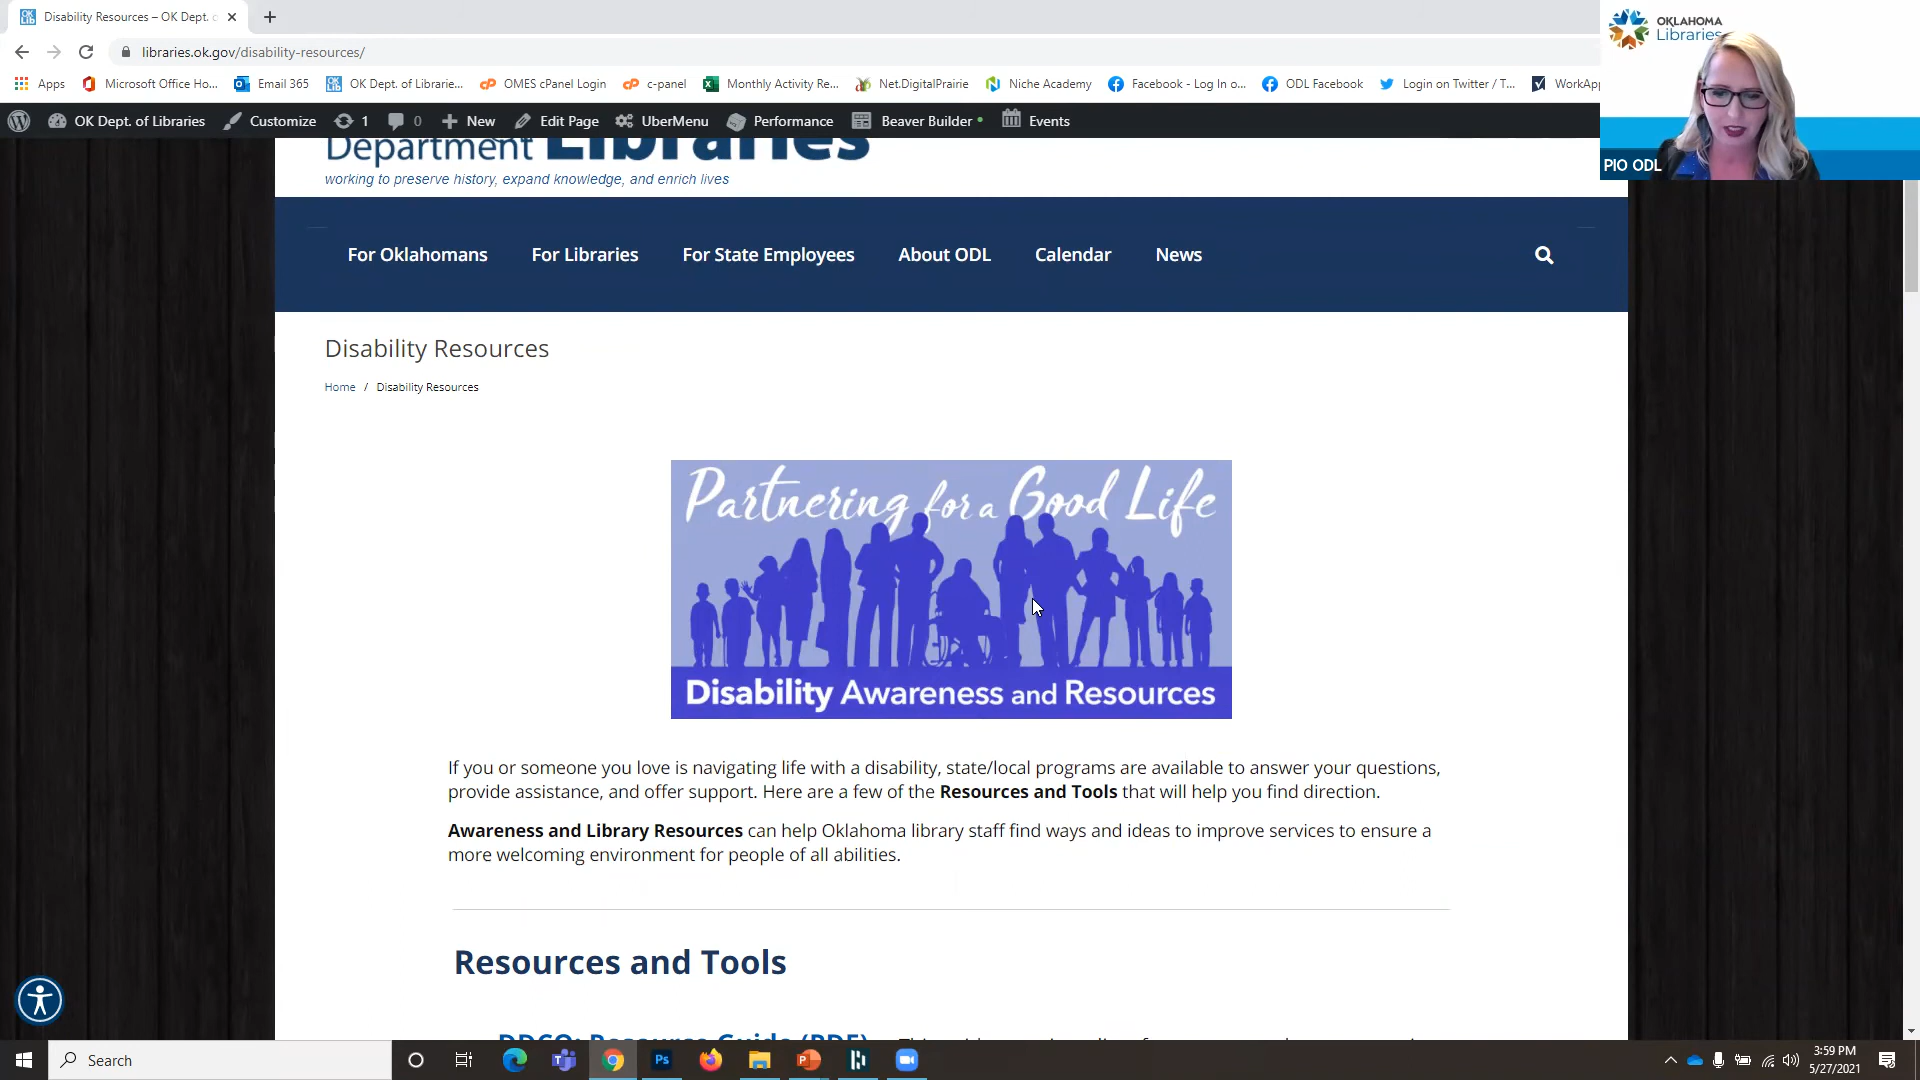 Disability Resources – OK Dept.
libraries.ok.gov/disability-resources/
Apps Microsoft Office Ho... Email 365 OK Dept. of Librarie... OMES cPanel Login c-panel Monthly Activity Re... Net.DigitalPrairie Niche Academy Facebook - Log In o... ODL Facebook Login on Twitter / T... WorkApp
OK Dept. of Libraries Customize 1 0 New Edit Page UberMenu Performance Beaver Builder Events
OKLAHOMA
Libraries
PIO ODL
Department Libraries
working to preserve history, expand knowledge, and enrich lives
For Oklahomans For Libraries For State Employees About ODL Calendar News
Disability Resources
Home / Disability Resources
Partnering for a Good Life
Disability Awareness and Resources
If you or someone you love is navigating life with a disability, state/local programs are available to answer your questions,
provide assistance, and offer support. Here are a few of the Resources and Tools that will help you find direction.
Awareness and Library Resources can help Oklahoma library staff find ways and ideas to improve services to ensure a
more welcoming environment for people of all abilities.
Resources and Tools
DDCO: Resource Guide (PDF)
Search
3:59 PM
5/27/2021